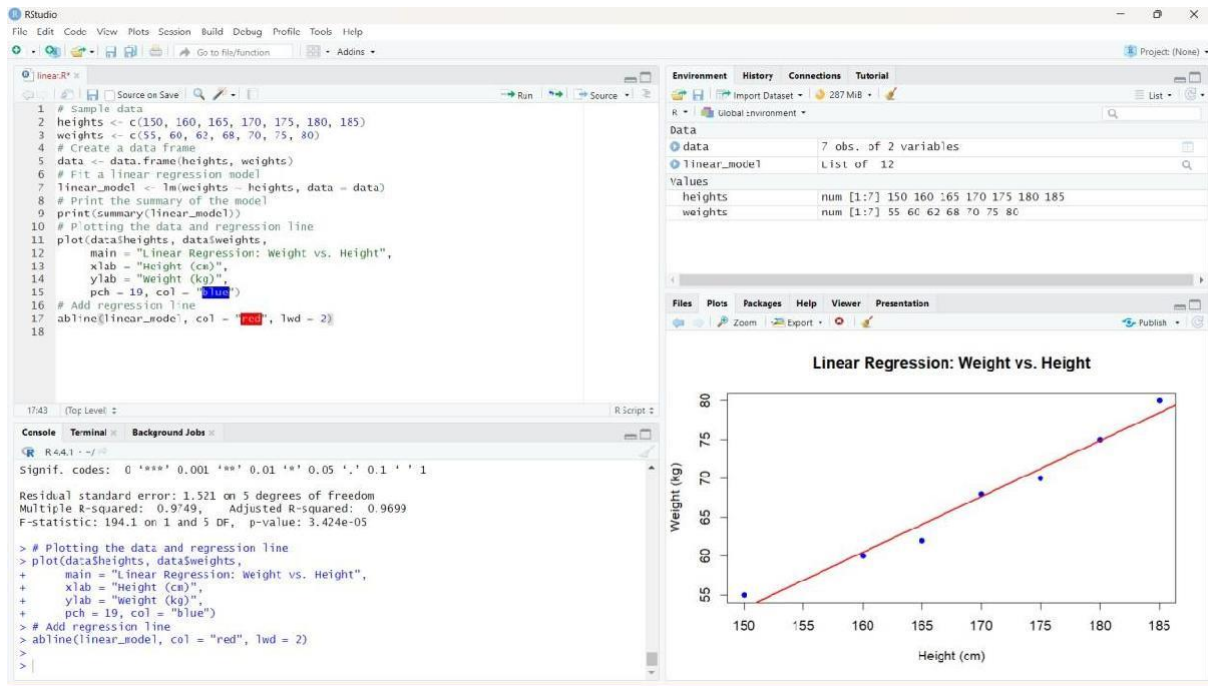 RStudio
File Edit Code View Plots Session Build Debug Profile Tools Help
Go to file/function
Addins
Project: (None)
linear.R*
Source on Save
Run
Source
1 # Sample data
2 heights <- c(150, 160, 165, 170, 175, 180, 185)
3 weights <- c(55, 60, 62, 68, 70, 75, 80)
4 # Create a data frame
5 data <- data.frame(heights, weights)
6 # Fit a linear regression model
7 linear_model <- lm(weights ~ heights, data = data)
8 # Print the summary of the model
9 print(summary(linear_model))
10 # Plotting the data and regression line
11 plot(data$heights, data$weights,
12 main = "Linear Regression: Weight vs. Height",
13 xlab = "Height (cm)",
14 ylab = "Weight (kg)",
15 pch = 19, col = "blue")
16 # Add regression line
17 abline(linear_model, col = "red", lwd = 2)
18
17:43 (Top Level) R Script
Console Terminal Background Jobs
R 4.4.1 · ~/
Signif. codes: 0 ‘***’ 0.001 ‘**’ 0.01 ‘*’ 0.05 ‘.’ 0.1 ‘ ’ 1
Residual standard error: 1.521 on 5 degrees of freedom
Multiple R-squared: 0.9749, Adjusted R-squared: 0.9699
F-statistic: 194.1 on 1 and 5 DF, p-value: 3.424e-05
> # Plotting the data and regression line
> plot(data$heights, data$weights,
+ main = "Linear Regression: Weight vs. Height",
+ xlab = "Height (cm)",
+ ylab = "Weight (kg)",
+ pch = 19, col = "blue")
> # Add regression line
> abline(linear_model, col = "red", lwd = 2)
>
>
Environment History Connections Tutorial
Import Dataset 287 MiB List
R Global Environment
Data
data 7 obs. of 2 variables
linear_model List of 12
Values
heights num [1:7] 150 160 165 170 175 180 185
weights num [1:7] 55 60 62 68 70 75 80
Files Plots Packages Help Viewer Presentation
Zoom Export Publish
Linear Regression: Weight vs. Height
Weight (kg)
80
75
70
65
60
55
150 155 160 165 170 175 180 185
Height (cm)